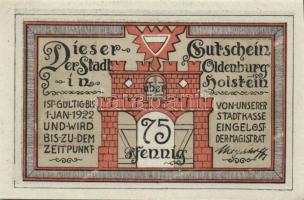 Dieser Gutschein
Der Stadt Oldenburg
in über Holstein
IST GÜLTIG BIS
1. JAN. 1922
UND WIRD
BIS ZU DEM
ZEITPUNKT
75
Pfennig
VON UNSERER
STADTKASSE
EINGELÖST
DER MAGISTRAT